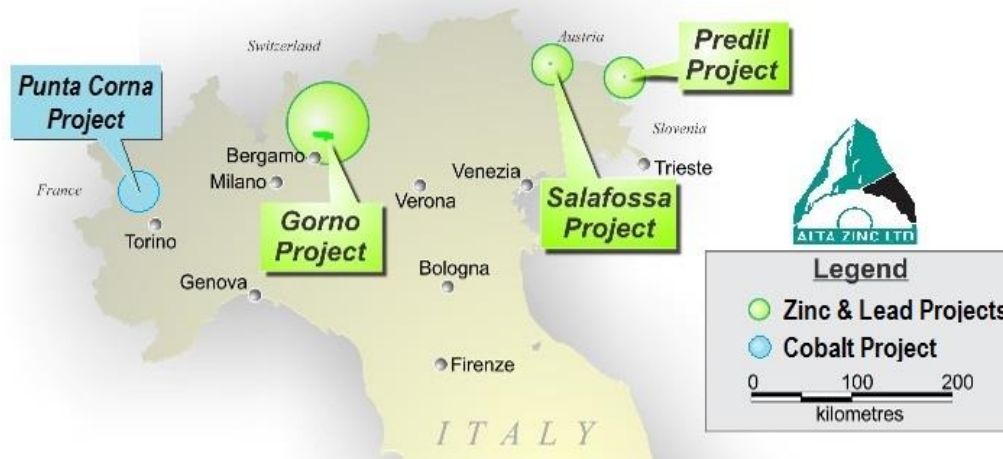 Switzerland
Austria
Predil
Project
Punta Corna
Project
Slovenia
Bergamo
Milano
Venezia
Trieste
France
Verona
Gorno
Project
Salafossa
Project
Torino
Genova
Bologna
Firenze
ITALY
ALTA ZINC LTD
Legend
Zinc & Lead Projects
Cobalt Project
0 100 200
kilometres